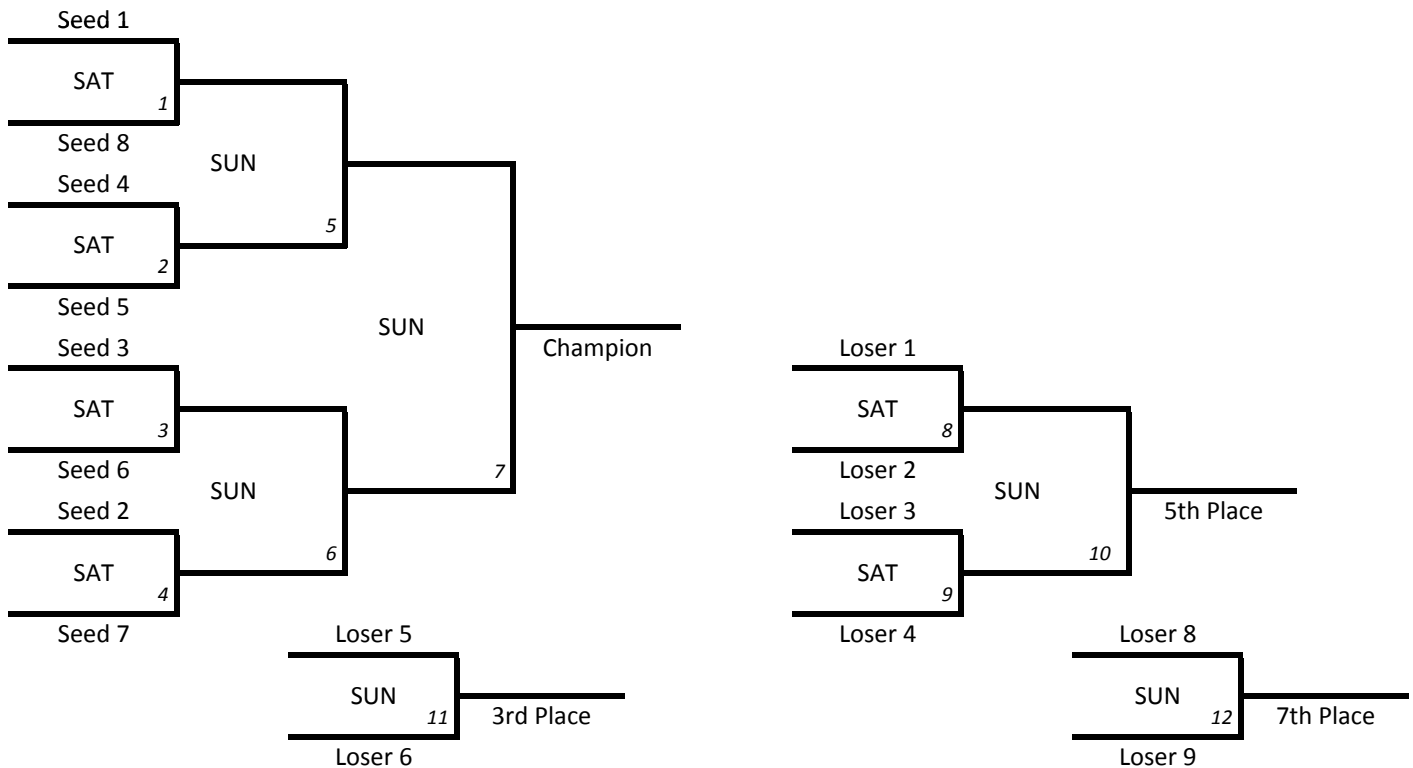 Seed 1
SAT
1
Seed 8
SUN
Seed 4
5
SAT
2
Seed 5
SUN
Seed 3
Champion
SAT
3
Seed 6
7
SUN
Seed 2
6
SAT
4
Seed 7
Loser 5
SUN
11
3rd Place
Loser 6
Loser 1
SAT
8
Loser 2
SUN
5th Place
Loser 3
10
SAT
9
Loser 4
Loser 8
SUN
12
7th Place
Loser 9